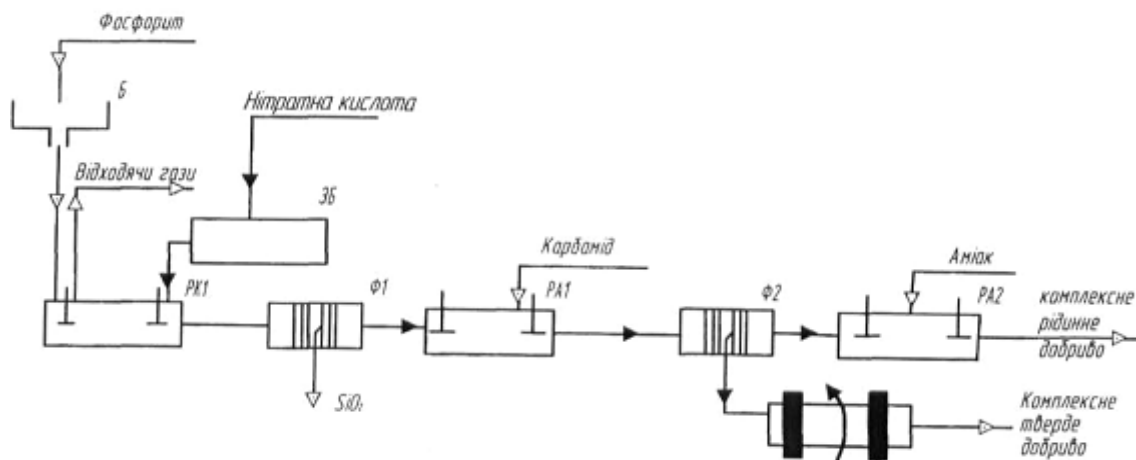 Фосфорит
Б
Нітратна кислота
Відходячи гази
ЗБ
Карбамід
Аміак
РК1
Ф1
РА1
Ф2
РА2
комплексне
рідинне
добриво
SiO₂
Комплексне
тверде
добриво